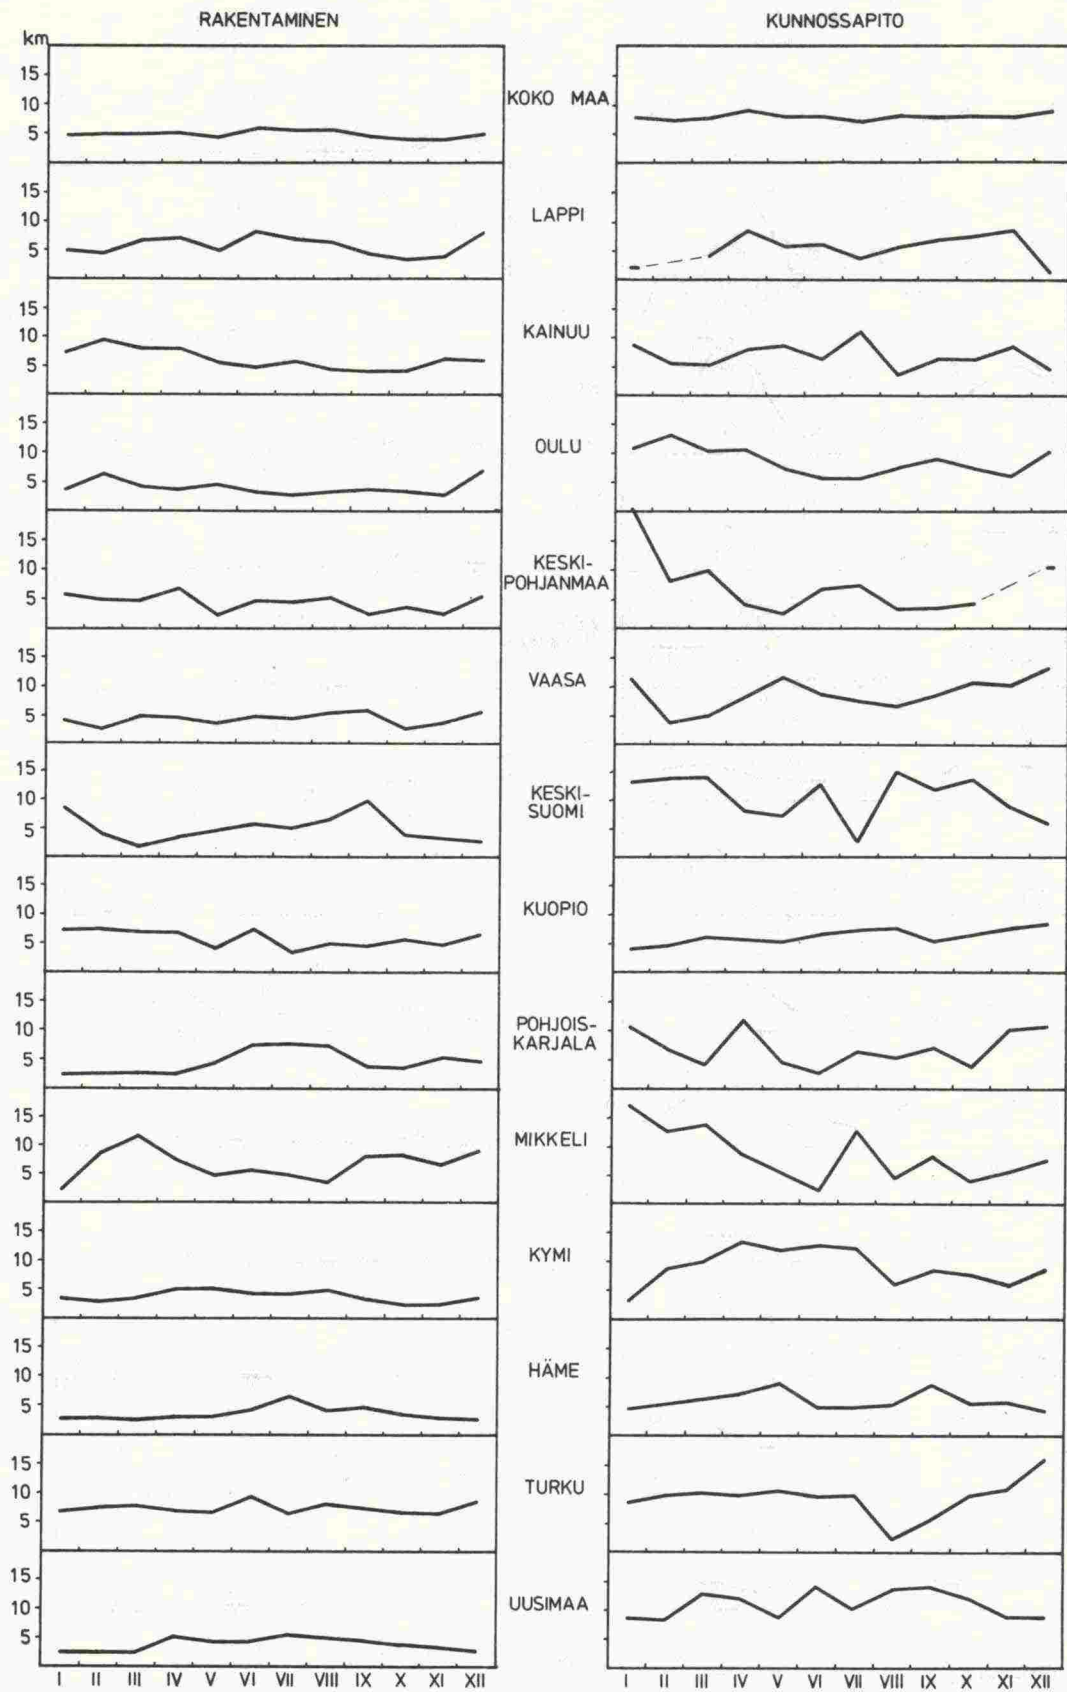 RAKENTAMINEN
KUNNOSSAPITO
km
15
10
5
KOKO MAA
15
10
5
LAPPI
15
10
5
KAINUU
15
10
5
OULU
15
10
5
KESKI-
POHJANMAA
15
10
5
VAASA
15
10
5
KESKI-
SUOMI
15
10
5
KUOPIO
15
10
5
POHJOIS-
KARJALA
15
10
5
MIKKELI
15
10
5
KYMI
15
10
5
HÄME
15
10
5
TURKU
15
10
5
UUSIMAA
I II III IV V VI VII VIII IX X XI XII
I II III IV V VI VII VIII IX X XI XII